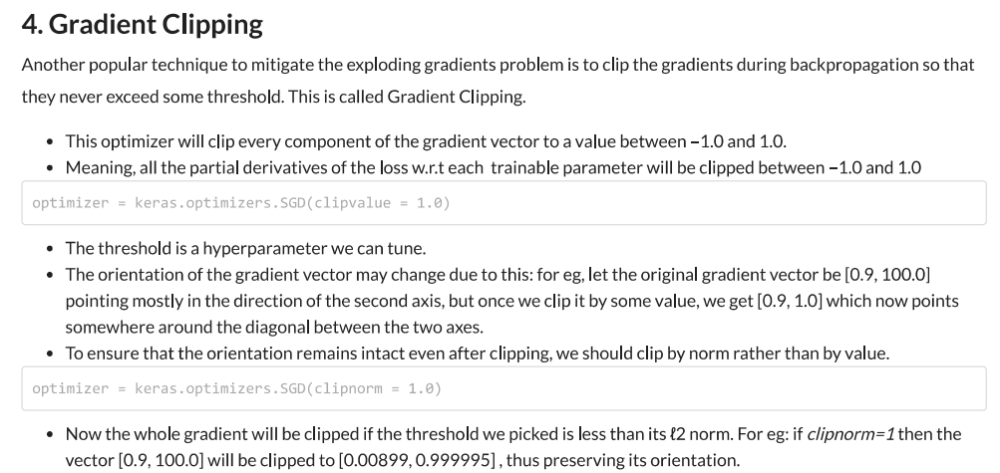 4. Gradient Clipping
Another popular technique to mitigate the exploding gradients problem is to clip the gradients during backpropagation so that
they never exceed some threshold. This is called Gradient Clipping.
• This optimizer will clip every component of the gradient vector to a value between –1.0 and 1.0.
• Meaning, all the partial derivatives of the loss w.r.t each  trainable parameter will be clipped between –1.0 and 1.0
optimizer = keras.optimizers.SGD(clipvalue = 1.0)
• The threshold is a hyperparameter we can tune.
• The orientation of the gradient vector may change due to this: for eg, let the original gradient vector be [0.9, 100.0]
pointing mostly in the direction of the second axis, but once we clip it by some value, we get [0.9, 1.0] which now points
somewhere around the diagonal between the two axes.
• To ensure that the orientation remains intact even after clipping, we should clip by norm rather than by value.
optimizer = keras.optimizers.SGD(clipnorm = 1.0)
• Now the whole gradient will be clipped if the threshold we picked is less than its ℓ2 norm. For eg: if clipnorm=1 then the
vector [0.9, 100.0] will be clipped to [0.00899, 0.999995] , thus preserving its orientation.